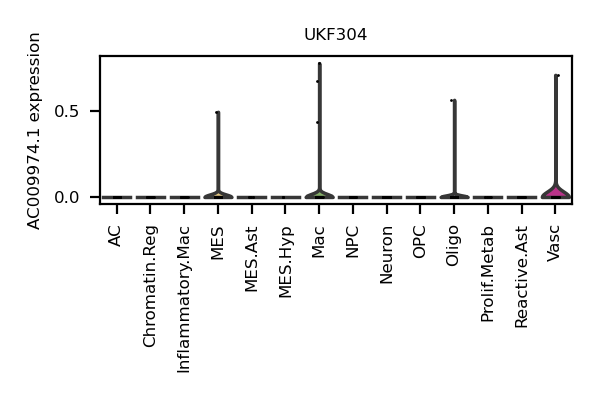 UKF304
AC009974.1 expression
0.5
0.0
AC
Chromatin.Reg
Inflammatory.Mac
MES
MES.Ast
MES.Hyp
Mac
NPC
Neuron
OPC
Oligo
Prolif.Metab
Reactive.Ast
Vasc